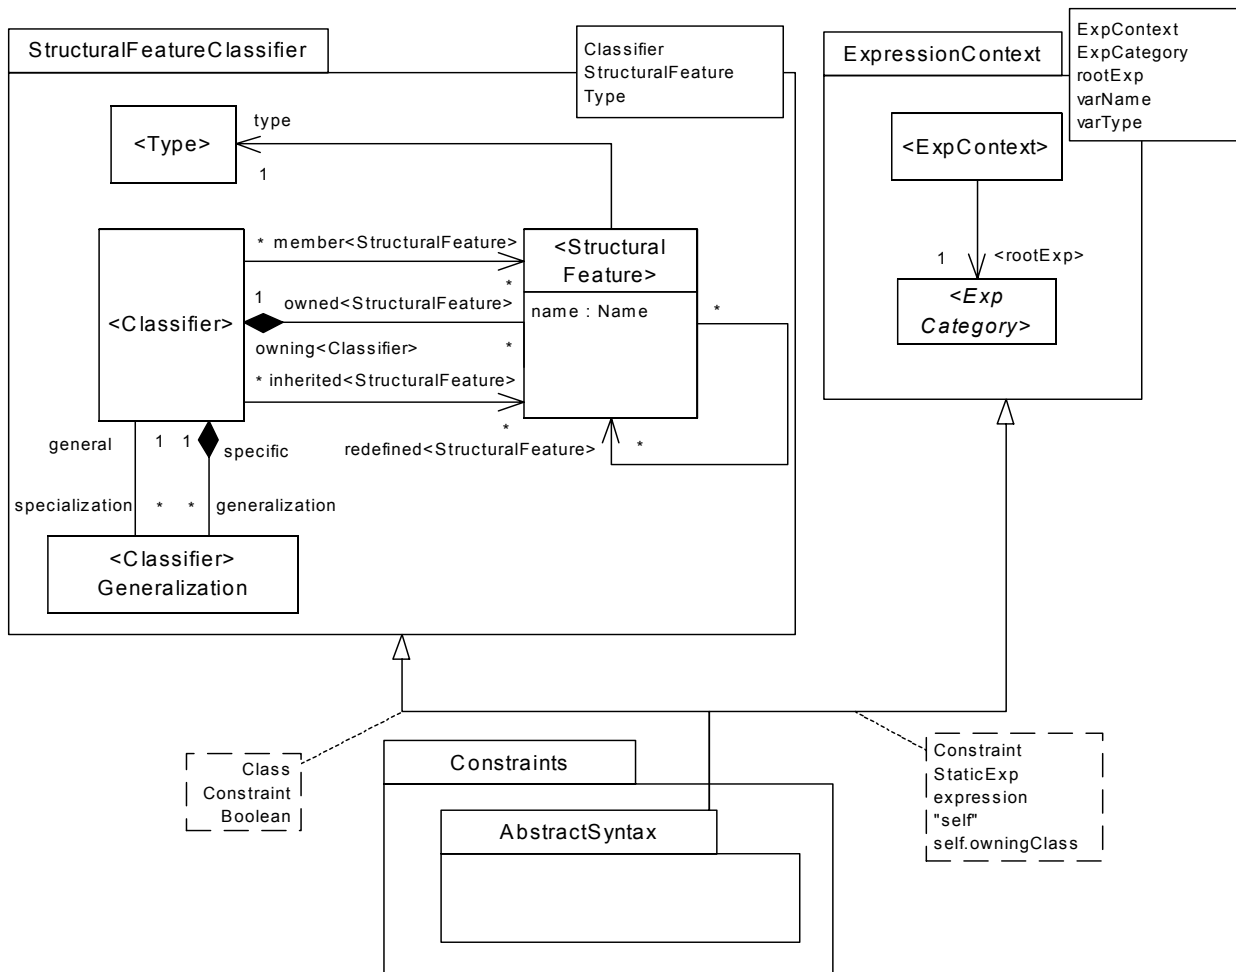 StructuralFeatureClassifier
Classifier
StructuralFeature
Type
<Type>
type
1
<Classifier>
* member<StructuralFeature>
*
1
owned<StructuralFeature>
owning<Classifier>
*
* inherited<StructuralFeature>
*
<Structural
Feature>
name : Name
*
redefined<StructuralFeature>
*
general
1
1
specific
specialization
*
*
generalization
<Classifier>
Generalization
ExpressionContext
ExpContext
ExpCategory
rootExp
varName
varType
<ExpContext>
1
<rootExp>
<Exp
Category>
Class
Constraint
Boolean
Constraints
AbstractSyntax
Constraint
StaticExp
expression
"self"
self.owningClass